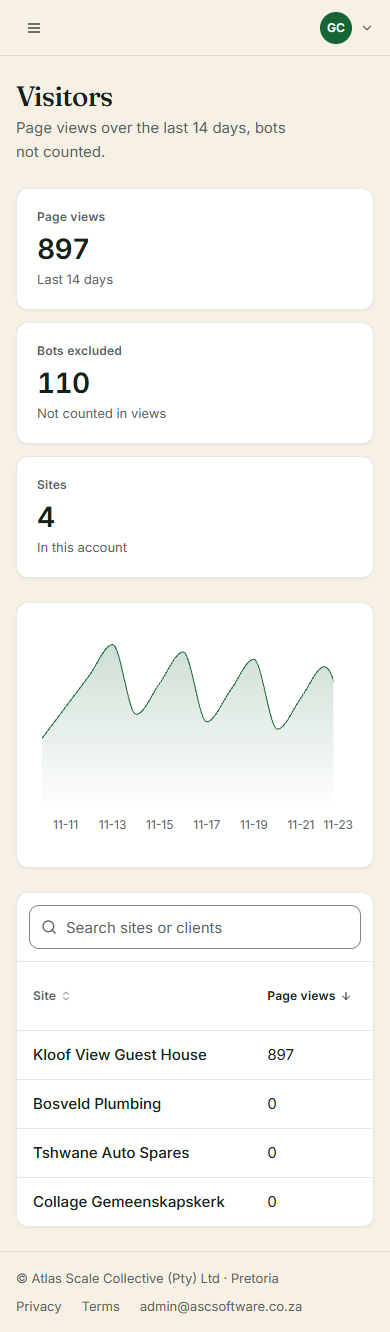 GC
Visitors
Page views over the last 14 days, bots
not counted.
Page views
897
Last 14 days
Bots excluded
110
Not counted in views
Sites
4
In this account
11-11 11-13 11-15 11-17 11-19 11-21 11-23
Search sites or clients
Site Page views
Kloof View Guest House 897
Bosveld Plumbing 0
Tshwane Auto Spares 0
Collage Gemeenskapskerk 0
© Atlas Scale Collective (Pty) Ltd · Pretoria
Privacy Terms admin@ascsoftware.co.za